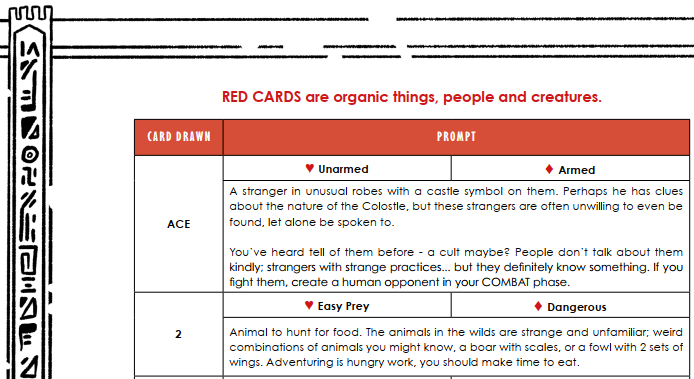 RED CARDS are organic things, people and creatures.
CARD DRAWN PROMPT
♥ Unarmed ♦ Armed
ACE
A stranger in unusual robes with a castle symbol on them. Perhaps he has clues
about the nature of the Colostle, but these strangers are often unwilling to even be
found, let alone be spoken to.
You've heard tell of them before - a cult maybe? People don't talk about them
kindly; strangers with strange practices... but they definitely know something. If you
fight them, create a human opponent in your COMBAT phase.
♥ Easy Prey ♦ Dangerous
2
Animal to hunt for food. The animals in the wilds are strange and unfamiliar; weird
combinations of animals you might know, a boar with scales, or a fowl with 2 sets of
wings. Adventuring is hungry work, you should make time to eat.